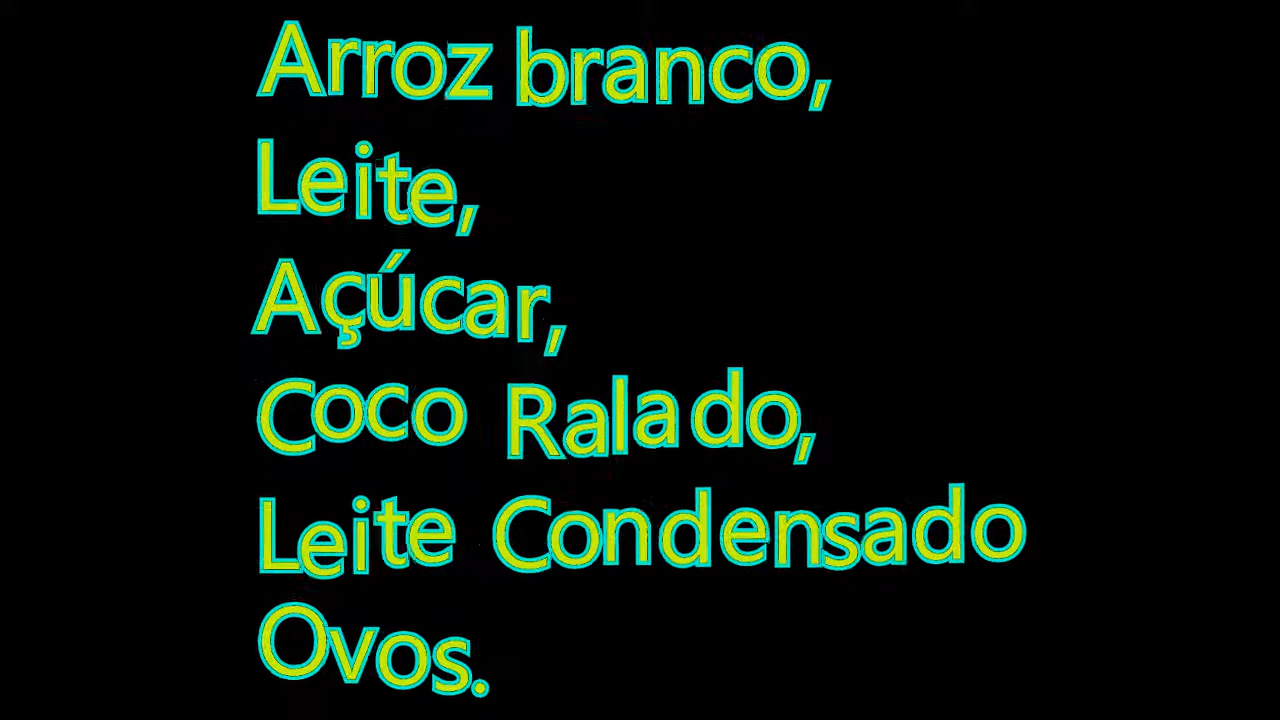 Arroz branco,
Leite,
Açúcar,
Coco Ralado,
Leite Condensado
Ovos.